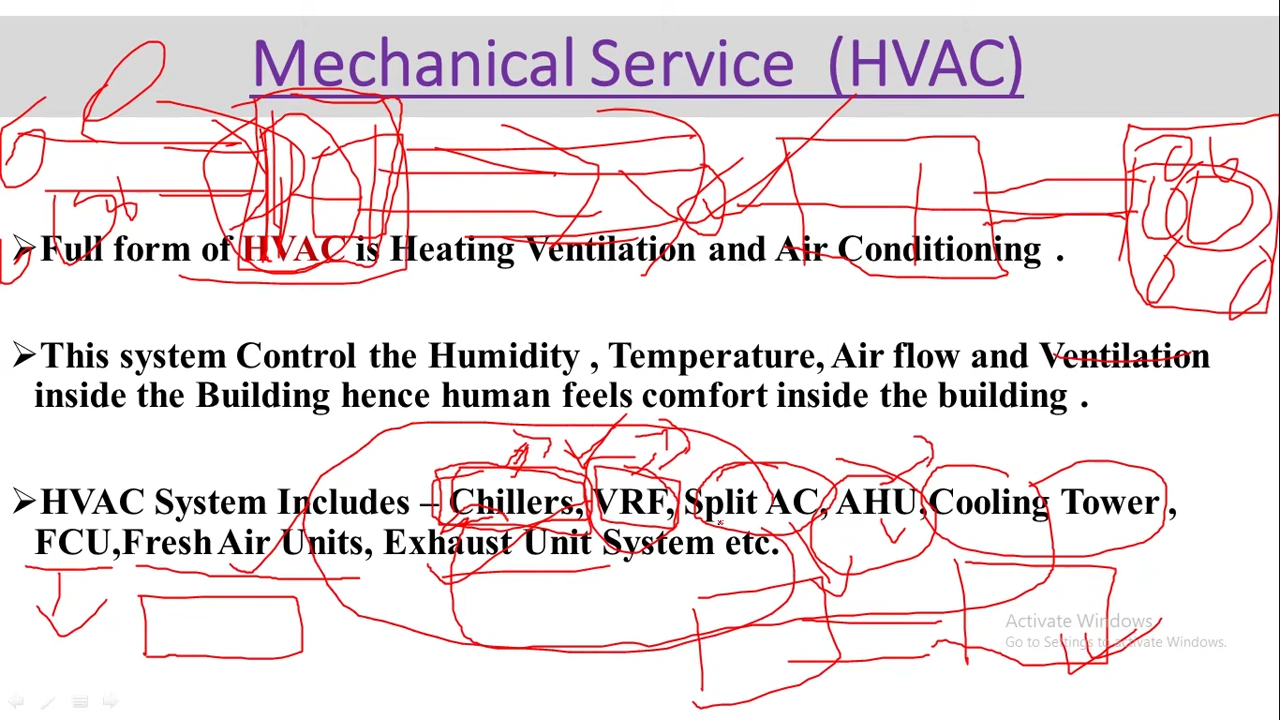 Mechanical Service (HVAC)
➢Full form of HVAC is Heating Ventilation and Air Conditioning .
➢This system Control the Humidity , Temperature, Air flow and Ventilation
inside the Building hence human feels comfort inside the building .
➢HVAC System Includes – Chillers, VRF, Split AC, AHU,Cooling Tower ,
FCU,Fresh Air Units, Exhaust Unit System etc.
Activate Windows
Go to Settings to activate Windows.